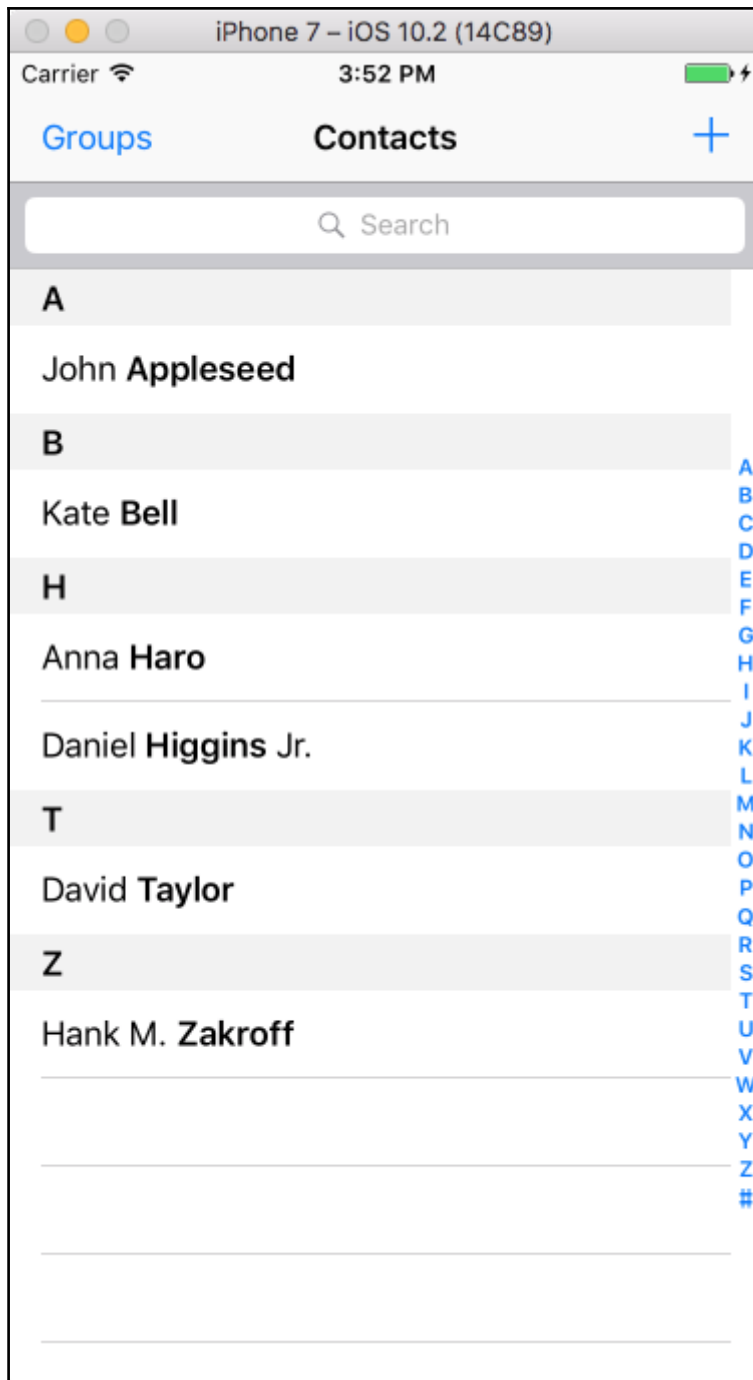 iPhone 7 – iOS 10.2 (14C89)
Carrier 3:52 PM
Groups Contacts +
Search
A
John Appleseed
B
Kate Bell
H
Anna Haro
Daniel Higgins Jr.
T
David Taylor
Z
Hank M. Zakroff
A
B
C
D
E
F
G
H
I
J
K
L
M
N
O
P
Q
R
S
T
U
V
W
X
Y
Z
#